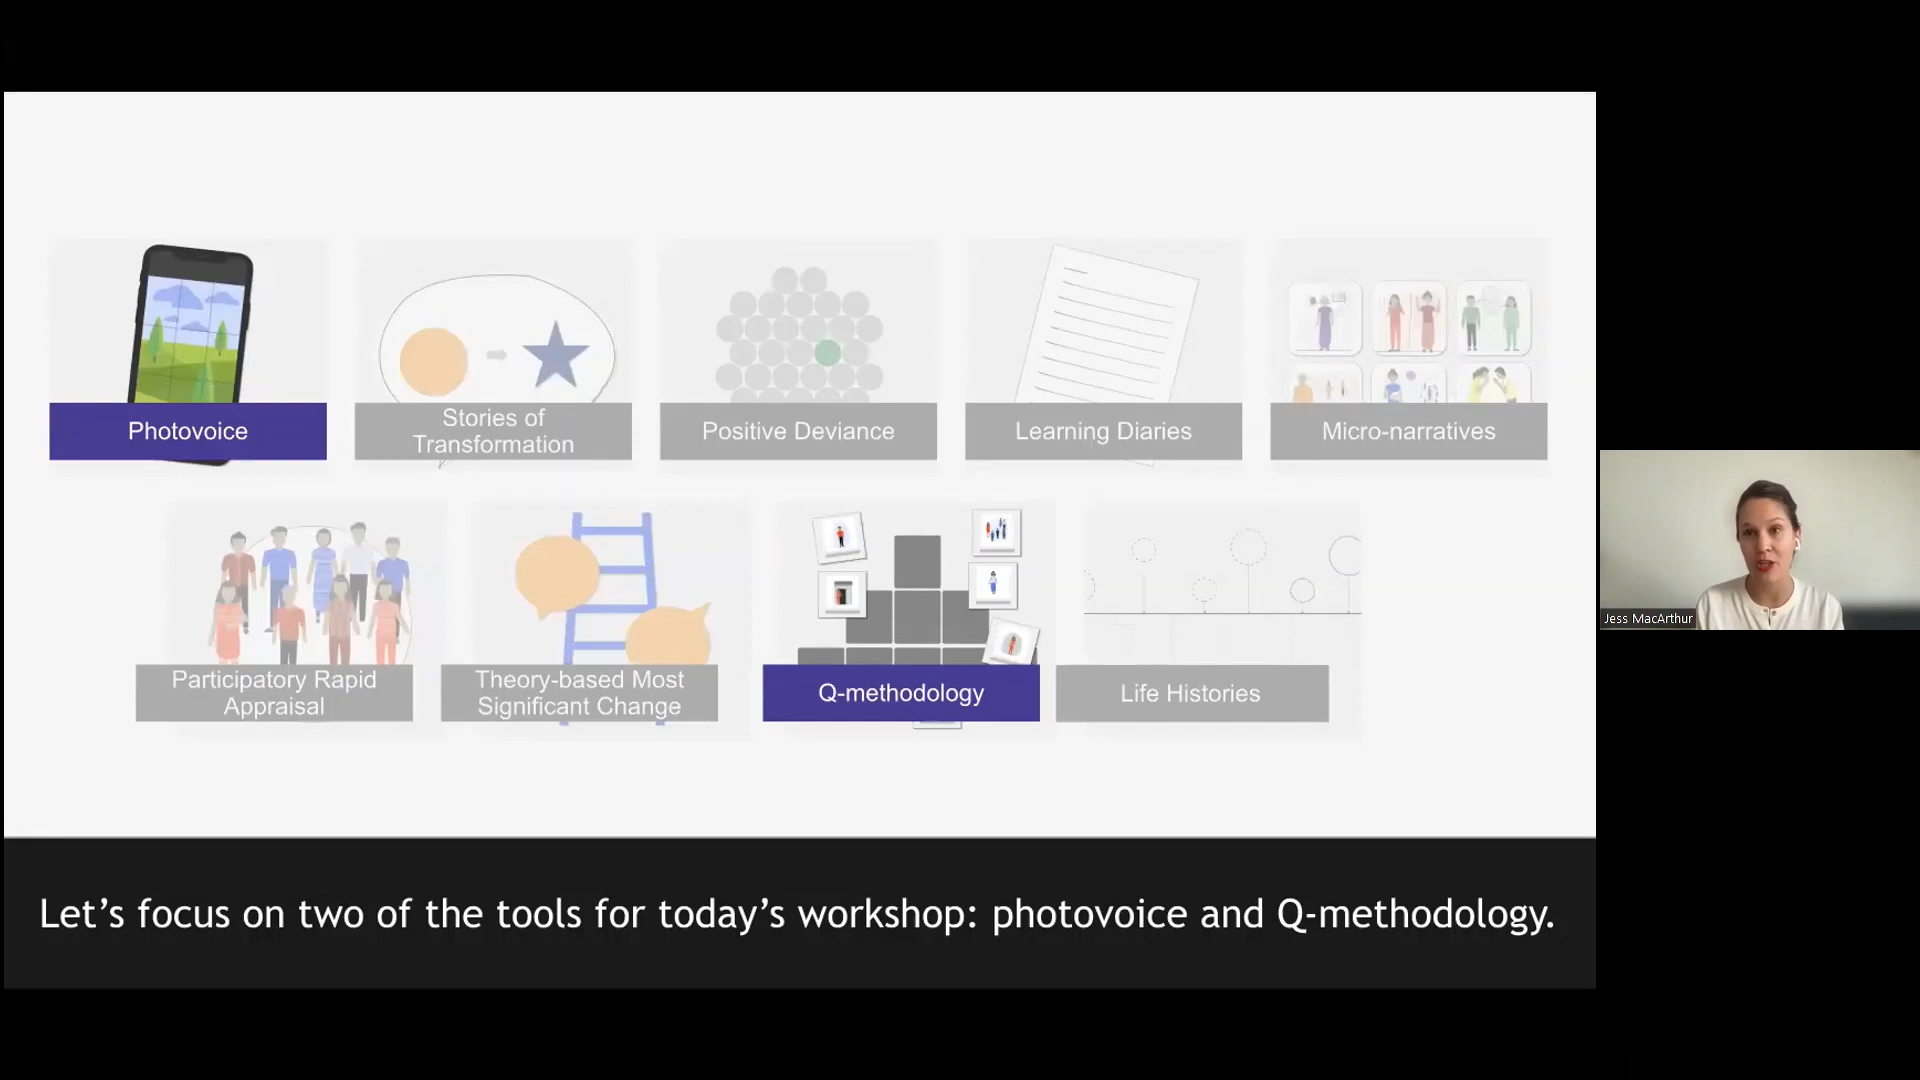 Photovoice
Stories of
Transformation
Positive Deviance
Learning Diaries
Micro-narratives
Participatory Rapid
Appraisal
Theory-based Most
Significant Change
Q-methodology
Life Histories
Jess MacArthur
Let’s focus on two of the tools for today’s workshop: photovoice and Q-methodology.